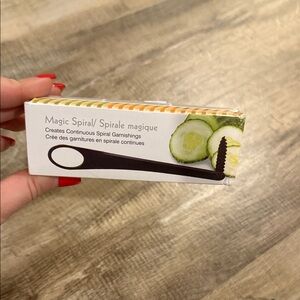 Magic Spiral/ Spirale magique
Creates Continuous Spiral Garnishings
Crée des garnitures en spirale continues